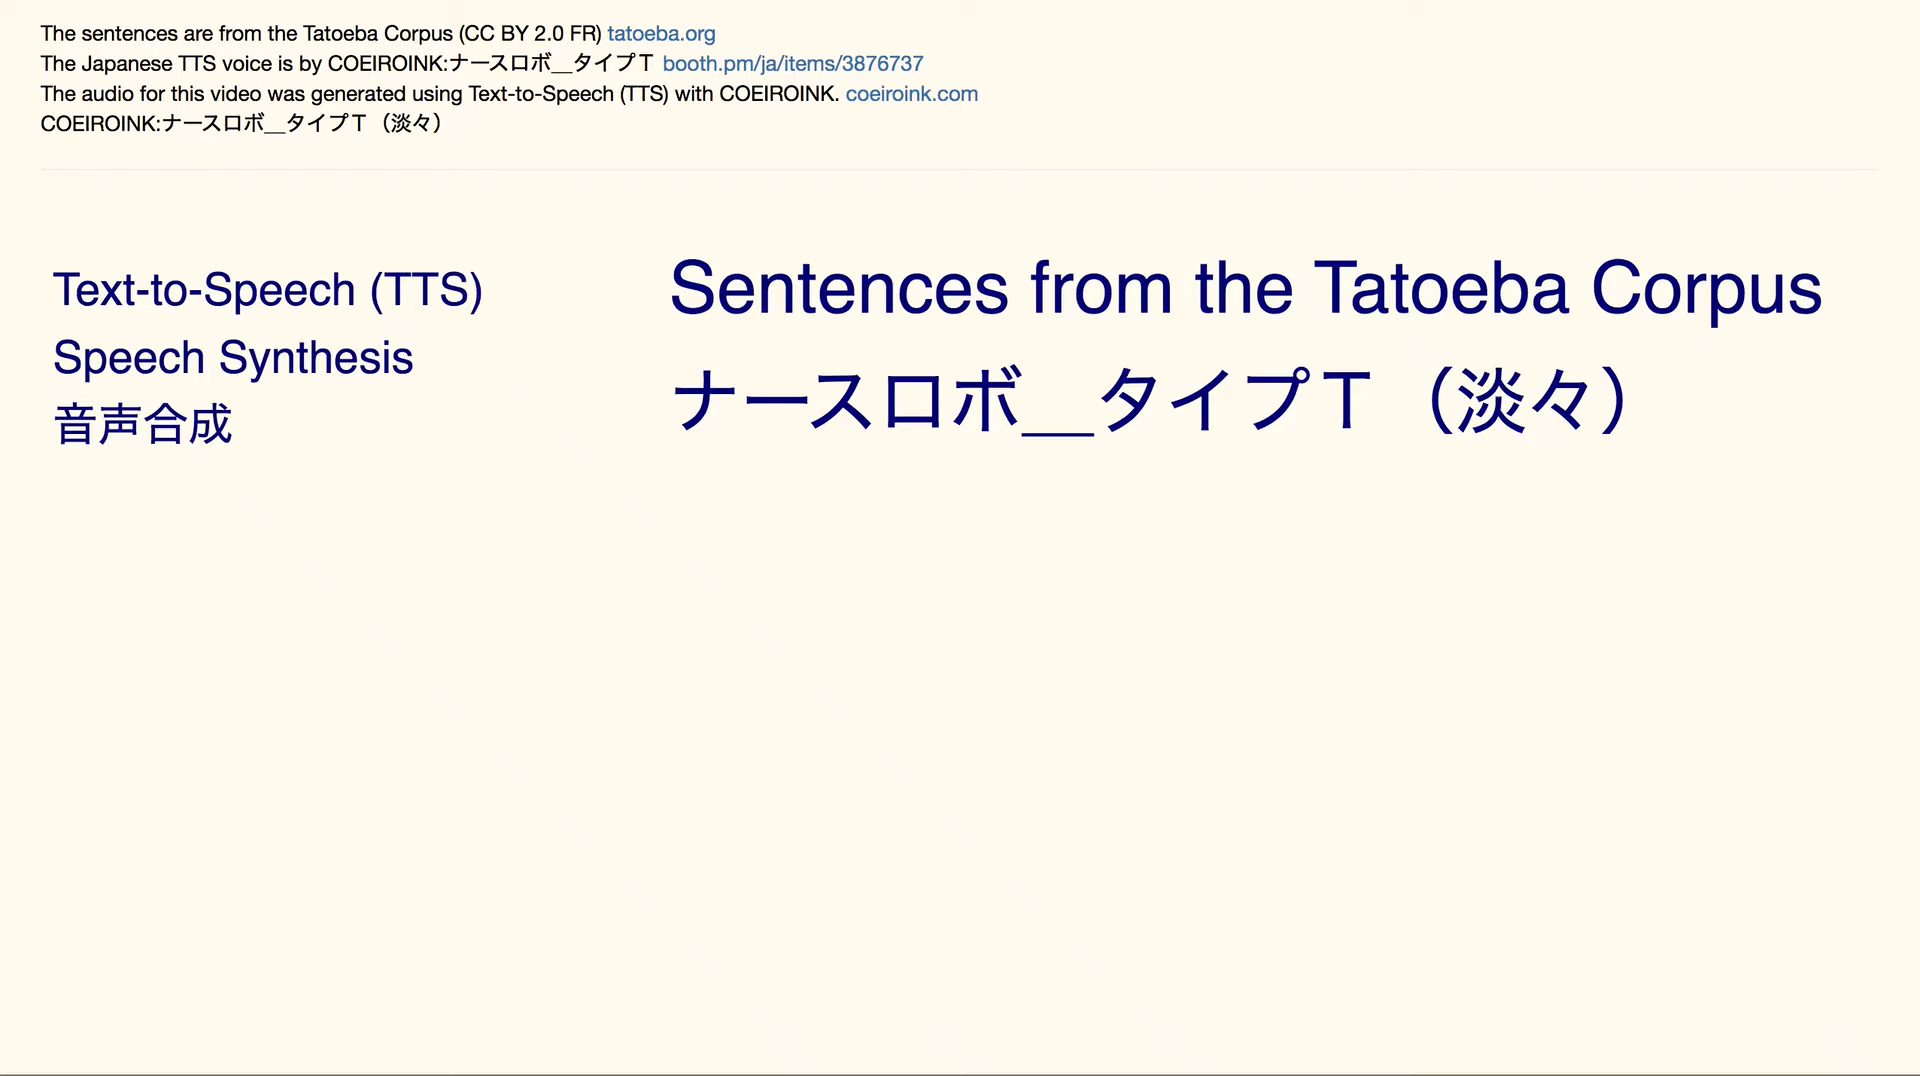 The sentences are from the Tatoeba Corpus (CC BY 2.0 FR) tatoeba.org
The Japanese TTS voice is by COEIROINK:ナースロボ＿タイプＴ booth.pm/ja/items/3876737
The audio for this video was generated using Text-to-Speech (TTS) with COEIROINK. coeiroink.com
COEIROINK:ナースロボ＿タイプＴ（淡々）
Text-to-Speech (TTS)
Speech Synthesis
音声合成
Sentences from the Tatoeba Corpus
ナースロボ＿タイプＴ（淡々）